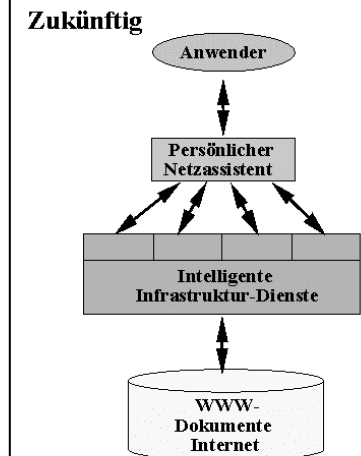 Zukünftig
Anwender
Persönlicher
Netzassistent
Intelligente
Infrastruktur-Dienste
WWW-
Dokumente
Internet